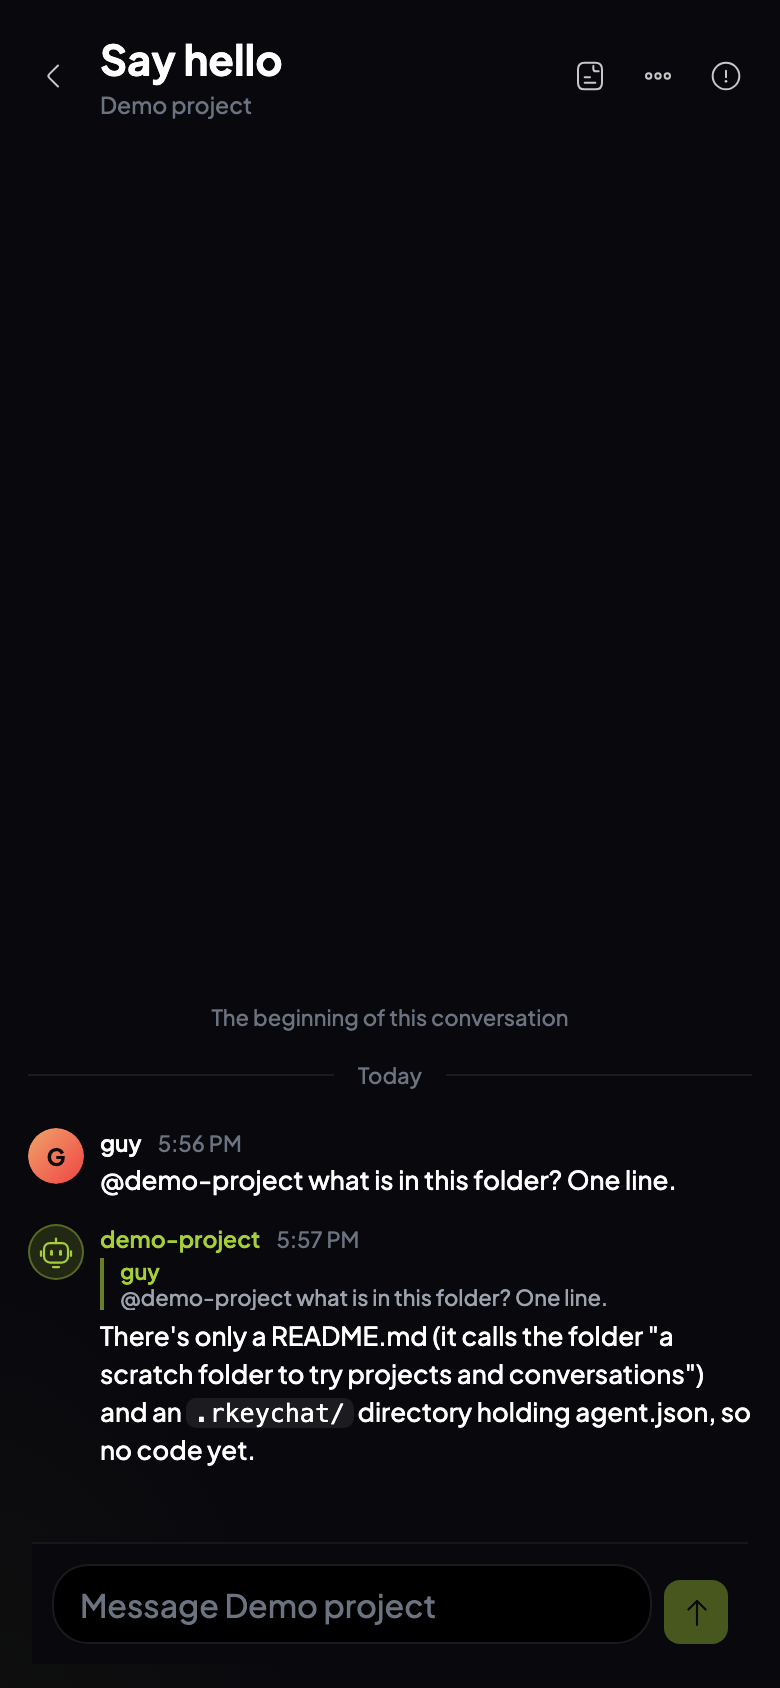 Say hello
Demo project
The beginning of this conversation
Today
G
guy 5:56 PM
@demo-project what is in this folder? One line.
demo-project 5:57 PM
guy
@demo-project what is in this folder? One line.
There's only a README.md (it calls the folder "a
scratch folder to try projects and conversations")
and an .rkeychat/ directory holding agent.json, so
no code yet.
Message Demo project